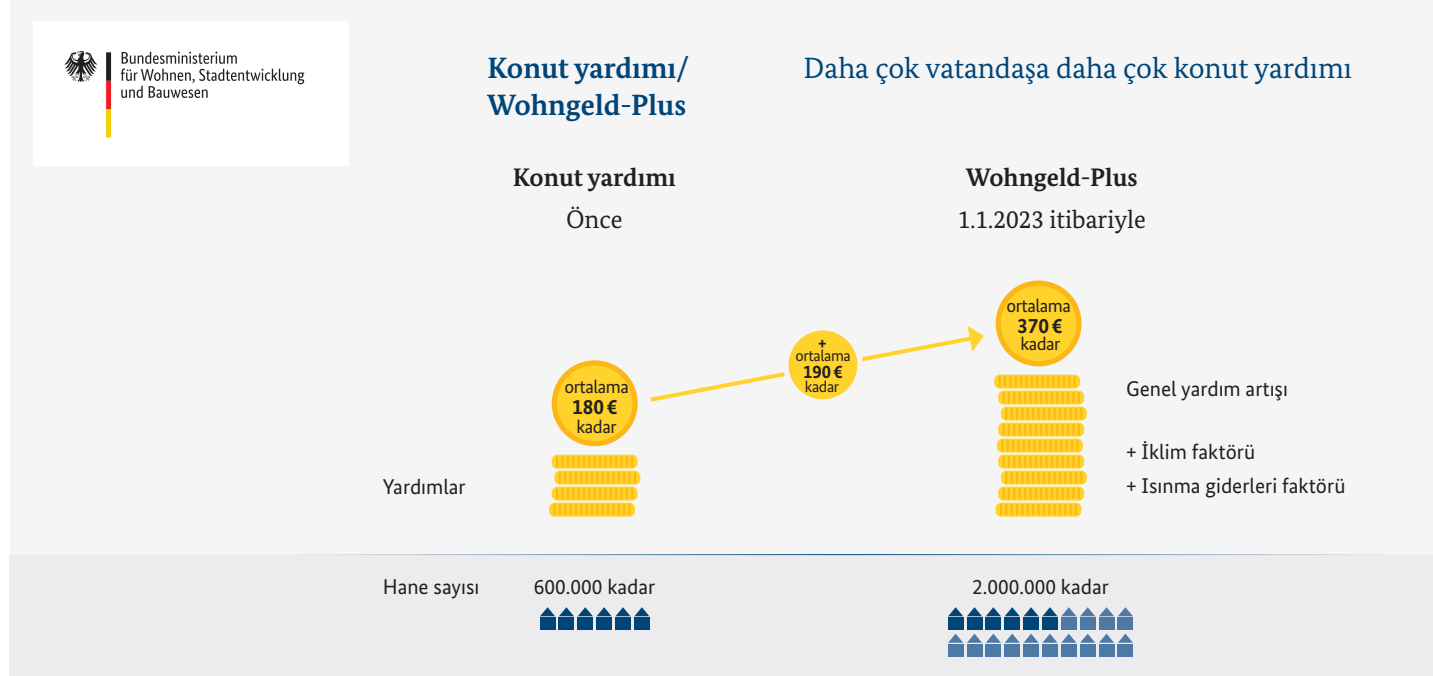 Bundesministerium
für Wohnen, Stadtentwicklung
und Bauwesen
Konut yardımı/
Wohngeld-Plus
Daha çok vatandaşa daha çok konut yardımı
Konut yardımı
Önce
Wohngeld-Plus
1.1.2023 itibariyle
ortalama
180 €
kadar
+
ortalama
190 €
kadar
ortalama
370 €
kadar
Yardımlar
Genel yardım artışı
+ İklim faktörü
+ Isınma giderleri faktörü
Hane sayısı
600.000 kadar
2.000.000 kadar